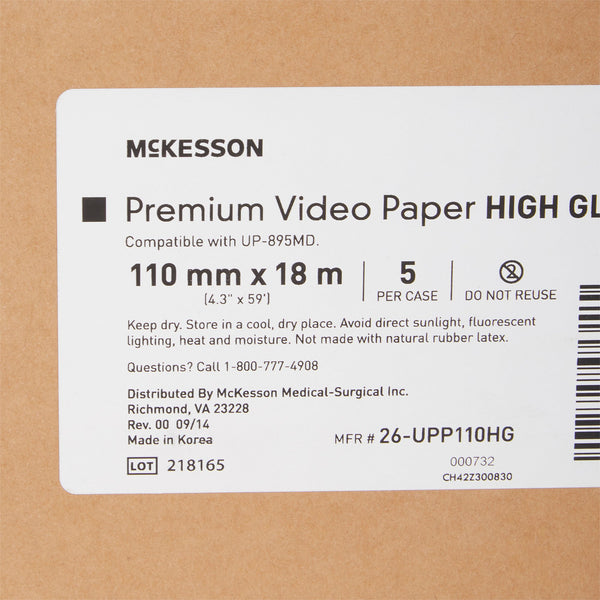 McKESSON
Premium Video Paper HIGH GL
Compatible with UP-895MD.
110 mm x 18 m
(4.3" x 59')
5
PER CASE
2
DO NOT REUSE
Keep dry. Store in a cool, dry place. Avoid direct sunlight, fluorescent
lighting, heat and moisture. Not made with natural rubber latex.
Questions? Call 1-800-777-4908
Distributed By McKesson Medical-Surgical Inc.
Richmond, VA 23228
Rev. 00 09/14
Made in Korea
MFR # 26-UPP110HG
LOT 218165
000732
CH42Z300830